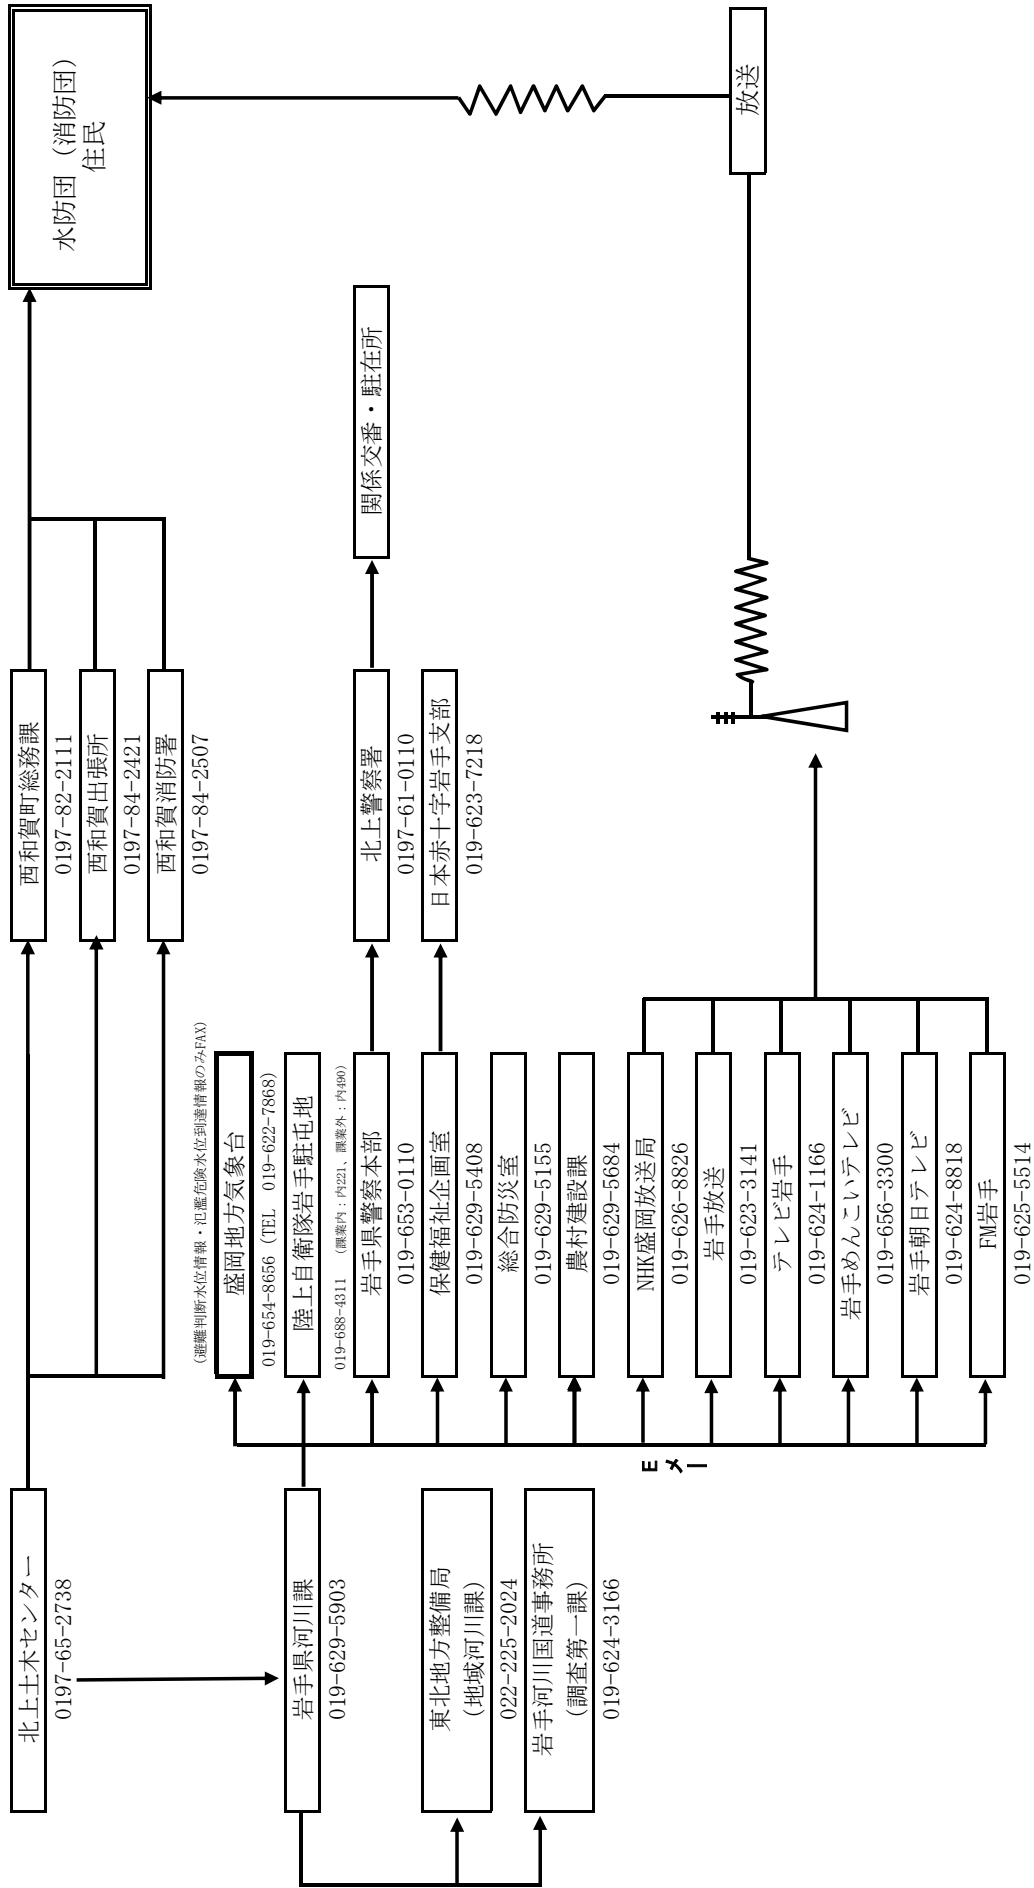 北上土木センター
0197-65-2738
岩手県河川課
019-629-5903
東北地方整備局
（地域河川課）
022-225-2024
岩手河川国道事務所
（調査第一課）
019-624-3166
Eメール
（避難判断水位情報・氾濫危険水位到達情報のみFAX）
盛岡地方気象台
019-654-8656（TEL 019-622-7868）
陸上自衛隊岩手駐屯地
019-688-4311 （課業内：内221、課業外：内490）
岩手県警察本部
019-653-0110
保健福祉企画室
019-629-5408
総合防災室
019-629-5155
農村建設課
019-629-5684
NHK盛岡放送局
019-626-8826
岩手放送
019-623-3141
テレビ岩手
019-624-1166
岩手めんこいテレビ
019-656-3300
岩手朝日テレビ
019-624-8818
FM岩手
019-625-5514
西和賀町総務課
0197-82-2111
西和賀出張所
0197-84-2421
西和賀消防署
0197-84-2507
北上警察署
0197-61-0110
日本赤十字岩手支部
019-623-7218
関係交番・駐在所
水防団（消防団）
住民
放送